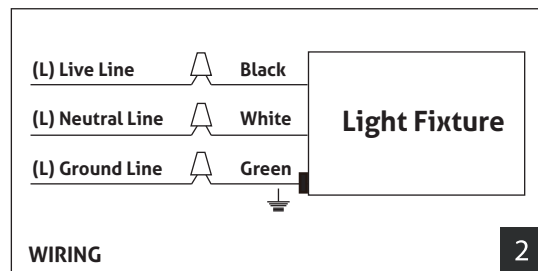 (L) Live Line Black
(L) Neutral Line White
(L) Ground Line Green
Light Fixture
WIRING
2